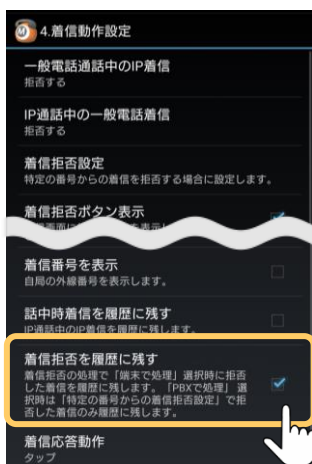 4.着信動作設定
一般電話通話中のIP着信
拒否する
IP通話中の一般電話着信
拒否する
着信拒否設定
特定の番号からの着信を拒否する場合に設定します。
着信拒否ボタン表示
着信番号を表示
自局の外線番号を表示します。
話中時着信を履歴に残す
IP通話中のIP着信を履歴に残します。
着信拒否を履歴に残す
着信拒否の処理で「端末で処理」選択時に拒否
した着信を履歴に残します。「PBXで処理」選
択時は「特定の番号からの着信拒否設定」で拒
否した着信のみ履歴に残します。
着信応答動作
タップ